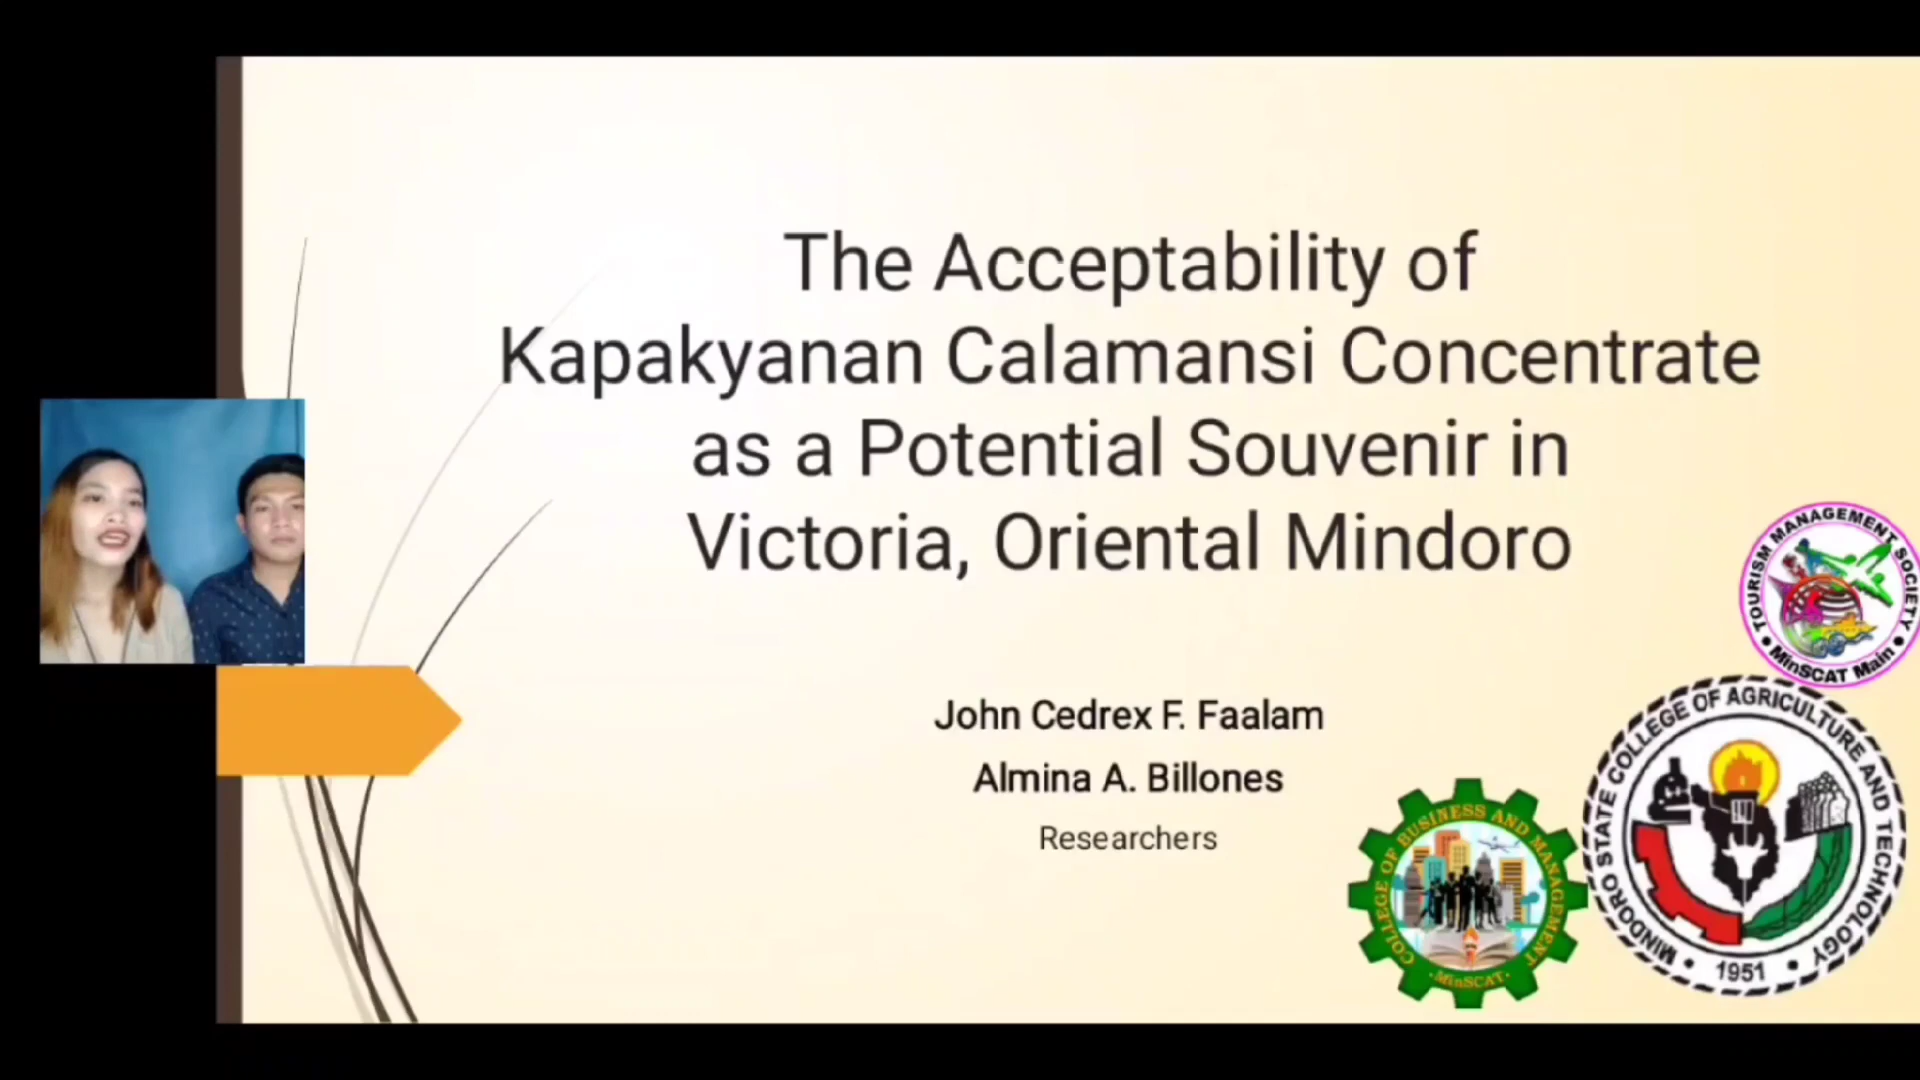 The Acceptability of
Kapakyanan Calamansi Concentrate
as a Potential Souvenir in
Victoria, Oriental Mindoro
John Cedrex F. Faalam
Almina A. Billones
Researchers
TOURISM MANAGEMENT SOCIETY
MinSCAT Main
COLLEGE OF BUSINESS AND MANAGEMENT
MinSCAT
MINDORO STATE COLLEGE OF AGRICULTURE AND TECHNOLOGY
1951